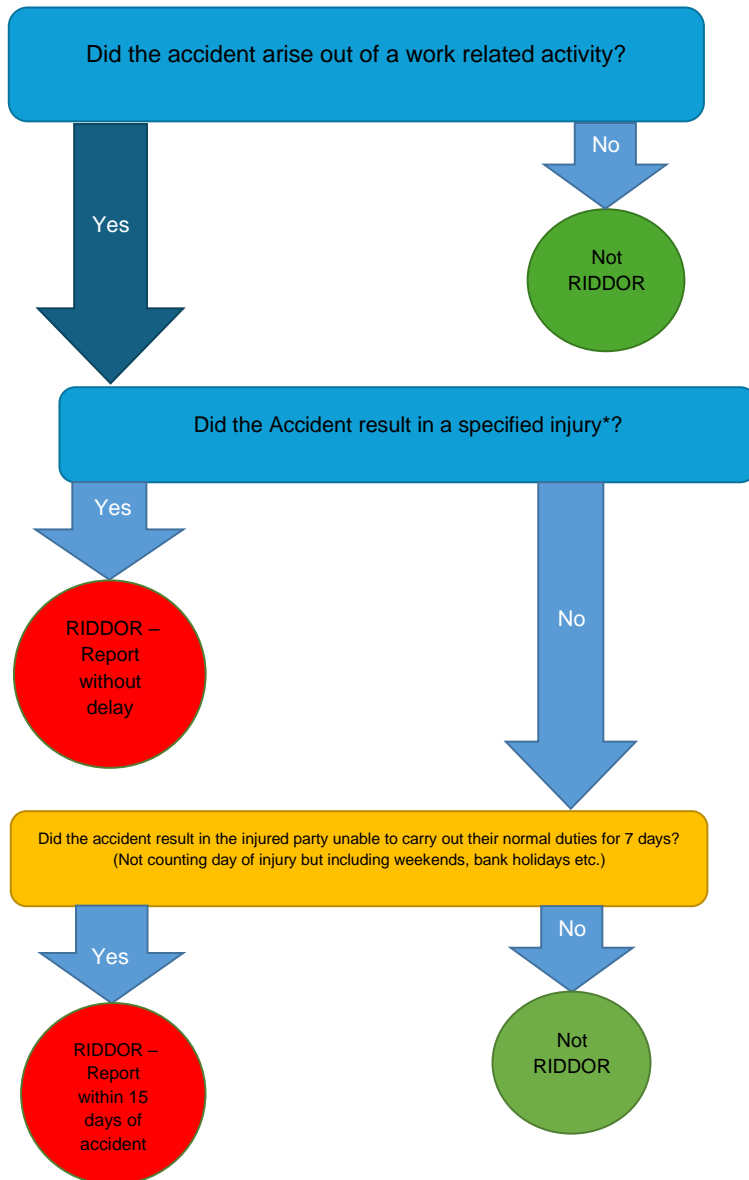 Did the accident arise out of a work related activity?
No
Yes
Not
RIDDOR
Did the Accident result in a specified injury*?
Yes
No
RIDDOR –
Report
without
delay
Did the accident result in the injured party unable to carry out their normal duties for 7 days?
(Not counting day of injury but including weekends, bank holidays etc.)
Yes
No
RIDDOR –
Report
within 15
days of
accident
Not
RIDDOR